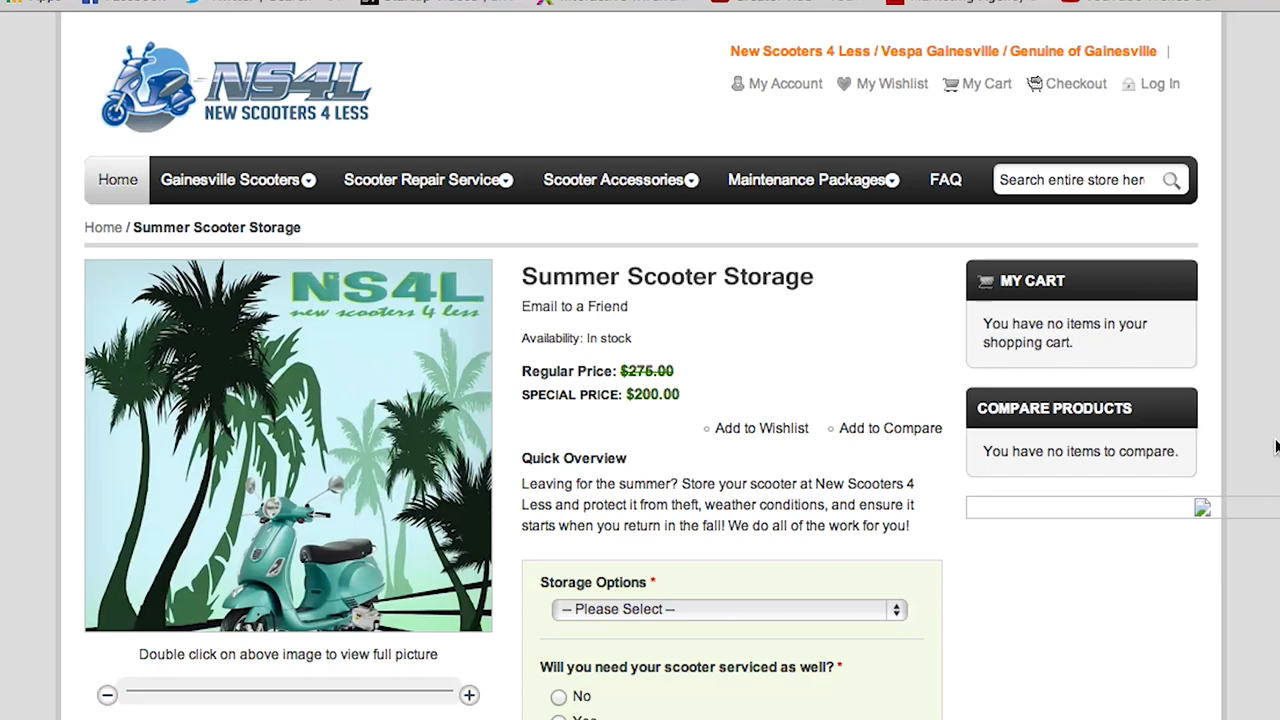 Apps Facebook
NS4L
NEW SCOOTERS 4 LESS
New Scooters 4 Less / Vespa Gainesville / Genuine of Gainesville |
My Account My Wishlist My Cart Checkout Log In
Home Gainesville Scooters Scooter Repair Service Scooter Accessories Maintenance Packages FAQ Search entire store her
Home / Summer Scooter Storage
NS4L
new scooters 4 less
Double click on above image to view full picture
Summer Scooter Storage
Email to a Friend
Availability: In stock
Regular Price: $275.00
SPECIAL PRICE: $200.00
Add to Wishlist Add to Compare
Quick Overview
Leaving for the summer? Store your scooter at New Scooters 4
Less and protect it from theft, weather conditions, and ensure it
starts when you return in the fall! We do all of the work for you!
Storage Options *
-- Please Select --
Will you need your scooter serviced as well? *
No
Yes
MY CART
You have no items in your
shopping cart.
COMPARE PRODUCTS
You have no items to compare.